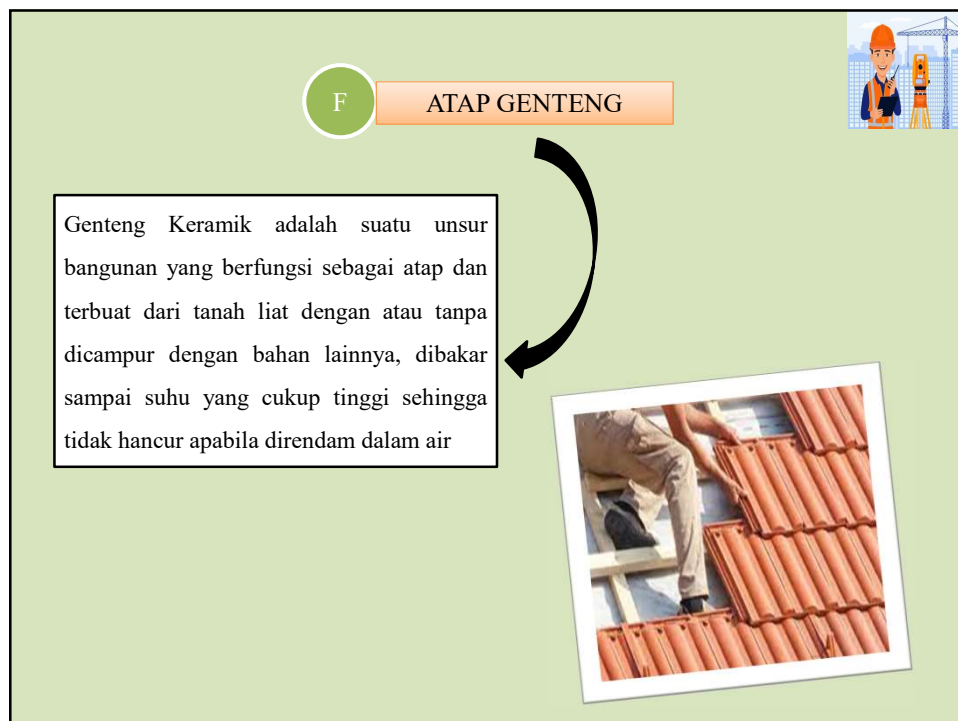 F
ATAP GENTENG
Genteng Keramik adalah suatu unsur
bangunan yang berfungsi sebagai atap dan
terbuat dari tanah liat dengan atau tanpa
dicampur dengan bahan lainnya, dibakar
sampai suhu yang cukup tinggi sehingga
tidak hancur apabila direndam dalam air